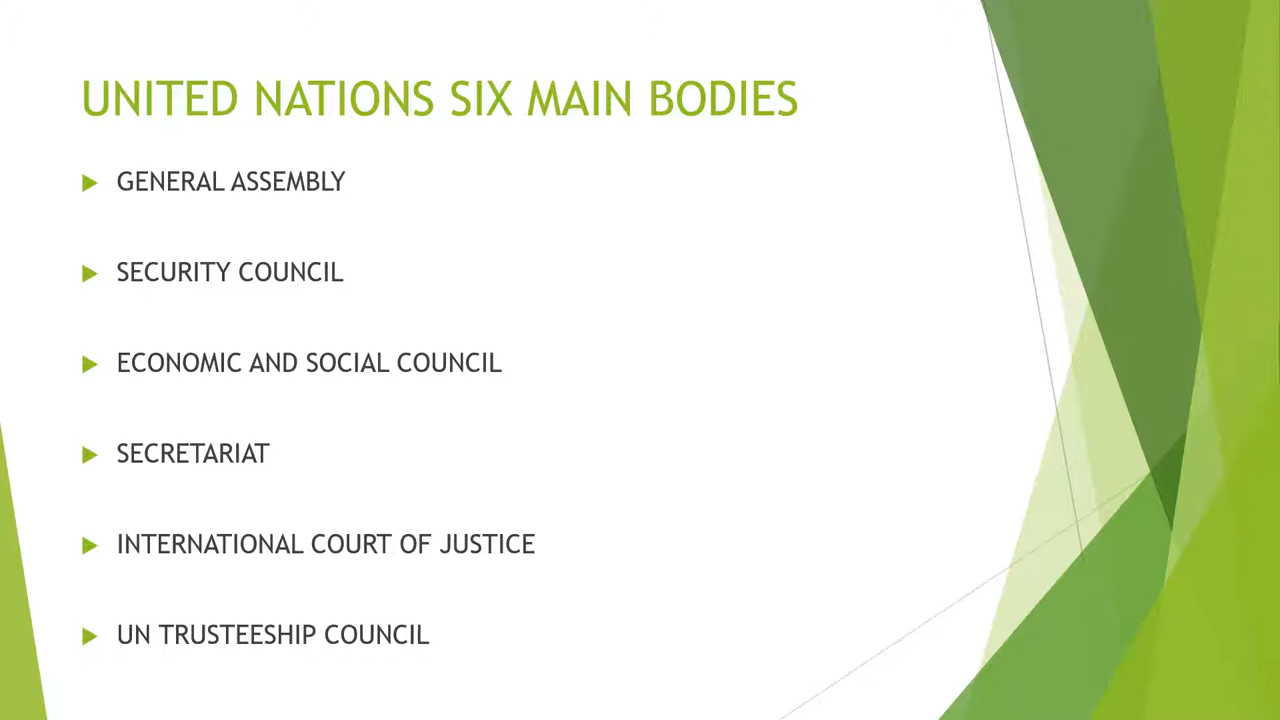 UNITED NATIONS SIX MAIN BODIES
GENERAL ASSEMBLY
SECURITY COUNCIL
ECONOMIC AND SOCIAL COUNCIL
SECRETARIAT
INTERNATIONAL COURT OF JUSTICE
UN TRUSTEESHIP COUNCIL